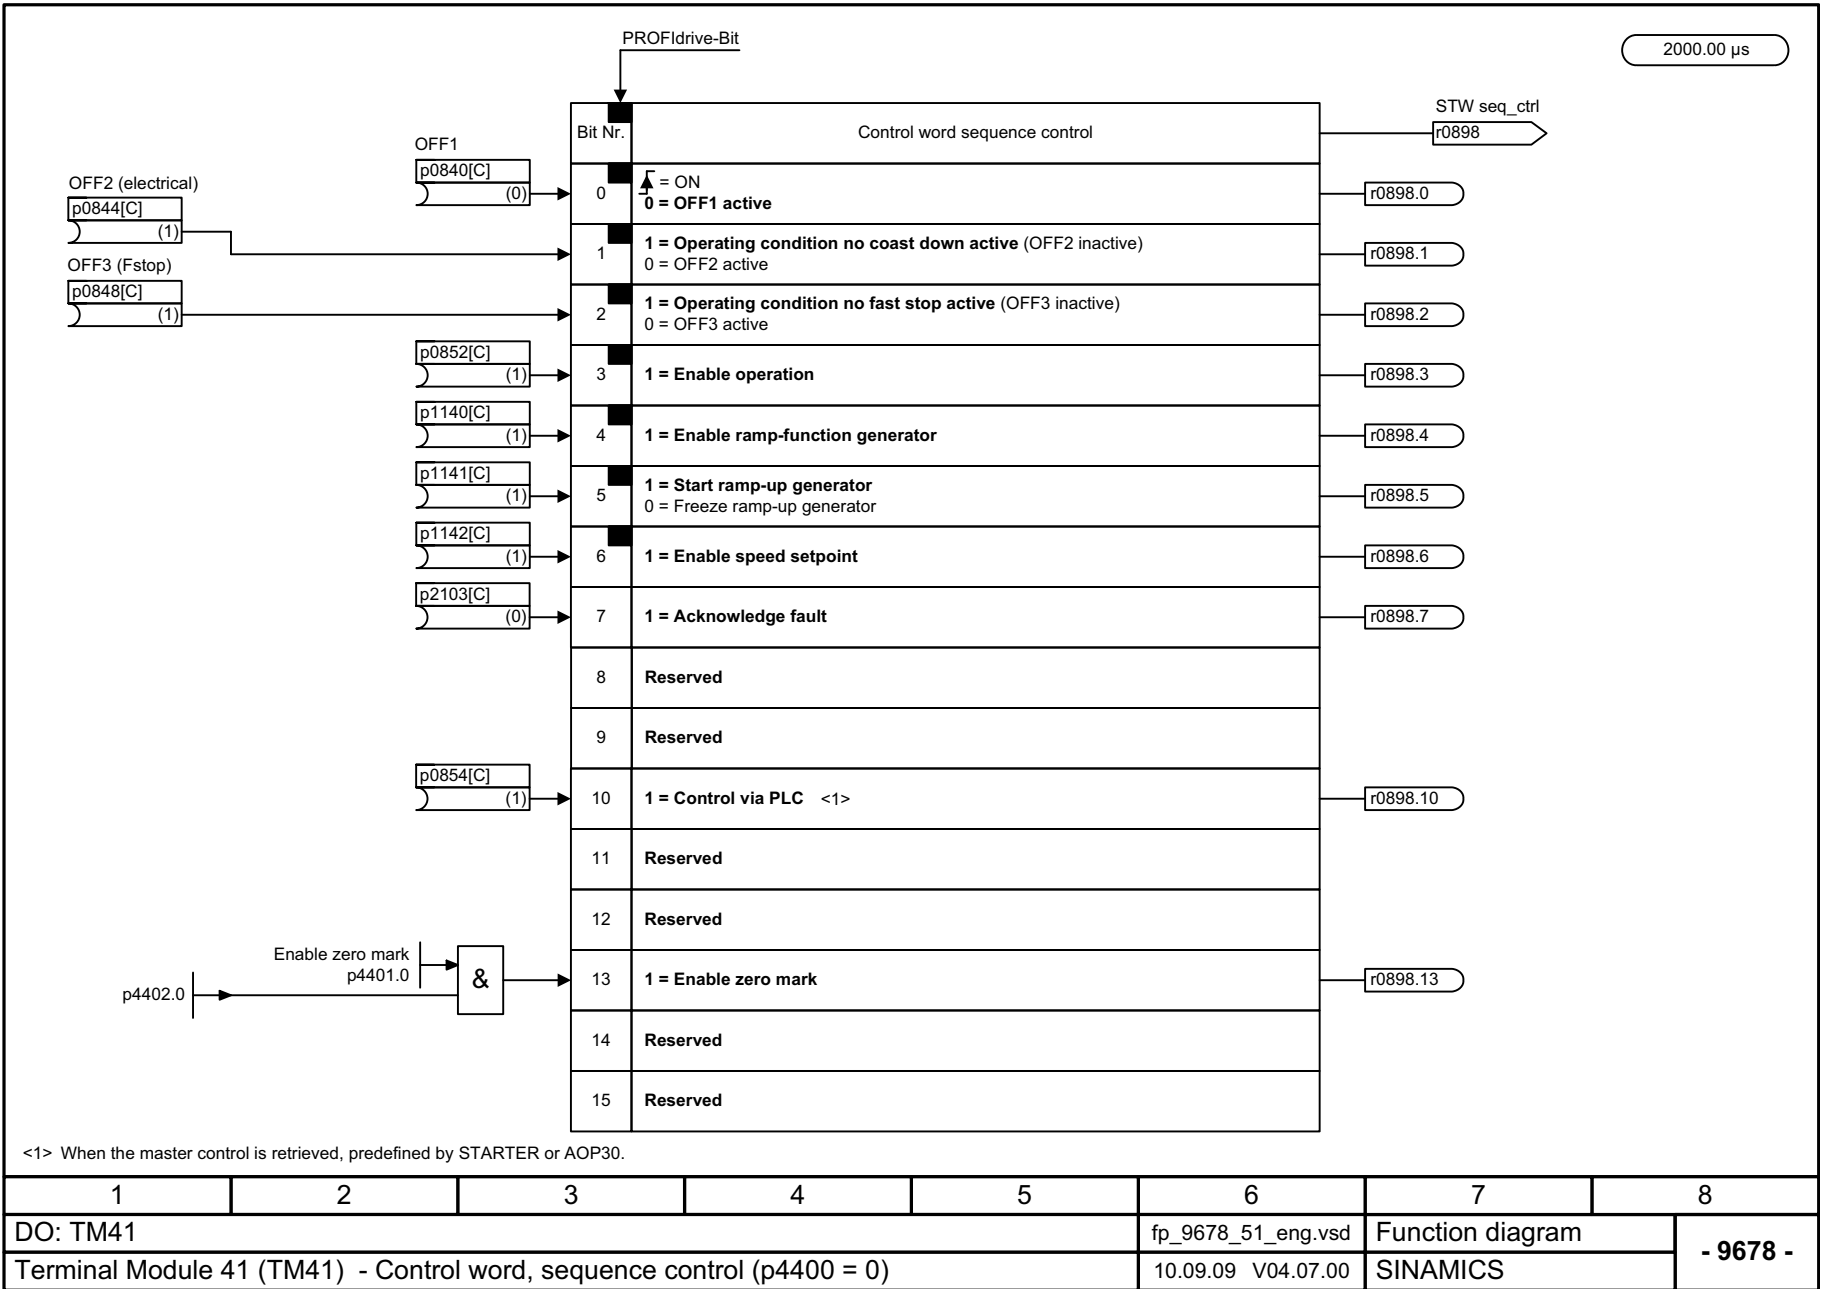 PROFIdrive-Bit
2000.00 µs
STW seq_ctrl
Bit Nr. Control word sequence control r0898
OFF1
p0840[C]
(0) 0 = ON r0898.0
0 = OFF1 active
OFF2 (electrical)
p0844[C]
(1)
1 1 = Operating condition no coast down active (OFF2 inactive) r0898.1
0 = OFF2 active
OFF3 (Fstop)
p0848[C]
(1) 2 1 = Operating condition no fast stop active (OFF3 inactive) r0898.2
0 = OFF3 active
p0852[C]
(1) 3 1 = Enable operation r0898.3
p1140[C]
(1) 4 1 = Enable ramp-function generator r0898.4
p1141[C]
(1) 5 1 = Start ramp-up generator r0898.5
0 = Freeze ramp-up generator
p1142[C]
(1) 6 1 = Enable speed setpoint r0898.6
p2103[C]
(0) 7 1 = Acknowledge fault r0898.7
8 Reserved
9 Reserved
p0854[C]
(1) 10 1 = Control via PLC <1> r0898.10
11 Reserved
12 Reserved
Enable zero mark
p4401.0
p4402.0
& 13 1 = Enable zero mark r0898.13
14 Reserved
15 Reserved
<1> When the master control is retrieved, predefined by STARTER or AOP30.
1 2 3 4 5 6 7 8
DO: TM41 fp_9678_51_eng.vsd Function diagram
- 9678 -
Terminal Module 41 (TM41) - Control word, sequence control (p4400 = 0) 10.09.09 V04.07.00 SINAMICS